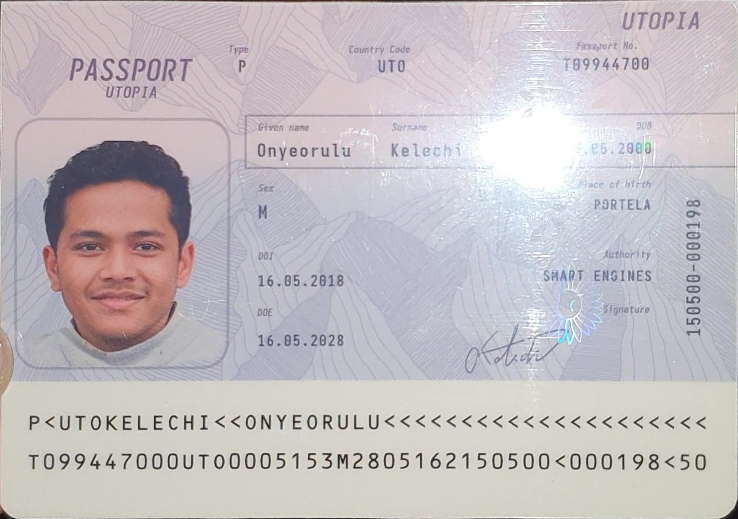 UTOPIA
PASSPORT
UTOPIA
Type Country Code Passport No.
P UTO T09944700
Given name Surname DOB
Onyeorulu Kelechi .05.2000
Sex Place of birth
M PORTELA
DOI Authority
16.05.2018 SMART ENGINES
DOE Signature
16.05.2028
150500-000198
P<UTOKELECHI<<ONYEORULU<<<<<<<<<<<<<<<<<<<<<
T099447000UTO0005153M2805162150500<000198<50